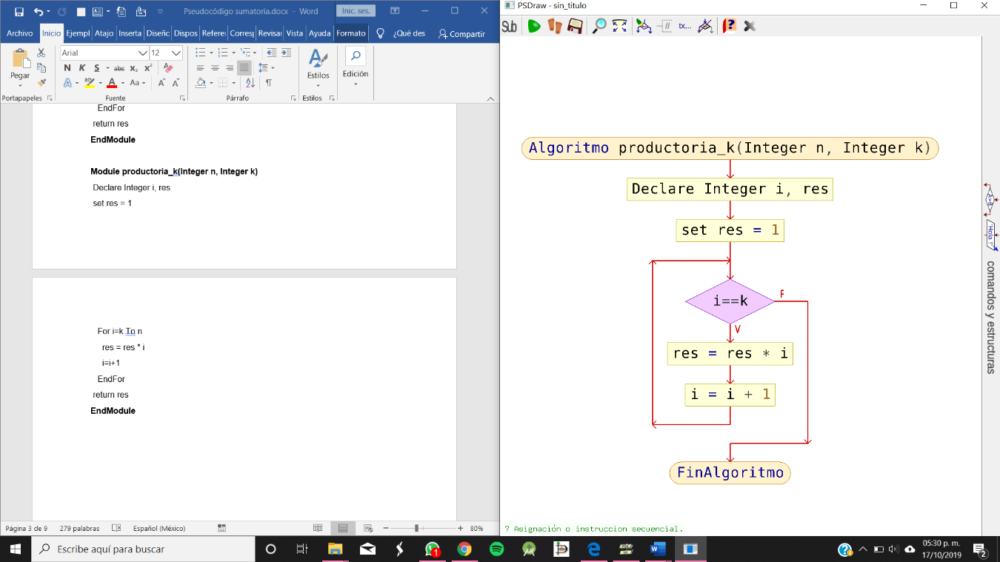 Pseudocódigo sumatoria.docx - Word
Inic. ses.
Archivo Inicio Ejempl Atajo Inserta Diseñc Dispos Referei Corresp Revisar Vista Ayuda Formato ¿Qué des Compartir
Pegar
Arial 12
N K S abc x₂ x²
A aby A Aa A A
Estilos
Edición
Portapapeles Fuente Párrafo Estilos
EndFor
return res
EndModule
Module productoria_k(Integer n, Integer k)
Declare Integer i, res
set res = 1
For i=k To n
res = res * i
i=i+1
EndFor
return res
EndModule
Página 3 de 9 279 palabras Español (México) 80%
PSDraw - sin_titulo
Sub tx...
Algoritmo productoria_k(Integer n, Integer k)
Declare Integer i, res
set res = 1
i==k
F
V
res = res * i
i = i + 1
FinAlgoritmo
A>B
'Hola !'
comandos y estructuras
? Asignación o instruccion secuencial.
Escribe aquí para buscar
1
05:30 p. m.
17/10/2019
2